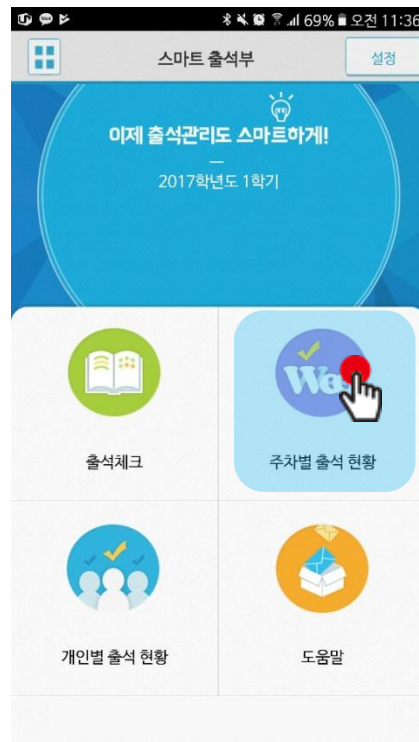 69% 오전 11:36
스마트 출석부
설정
이제 출석관리도 스마트하게!
2017학년도 1학기
출석체크
주차별 출석 현황
개인별 출석 현황
도움말